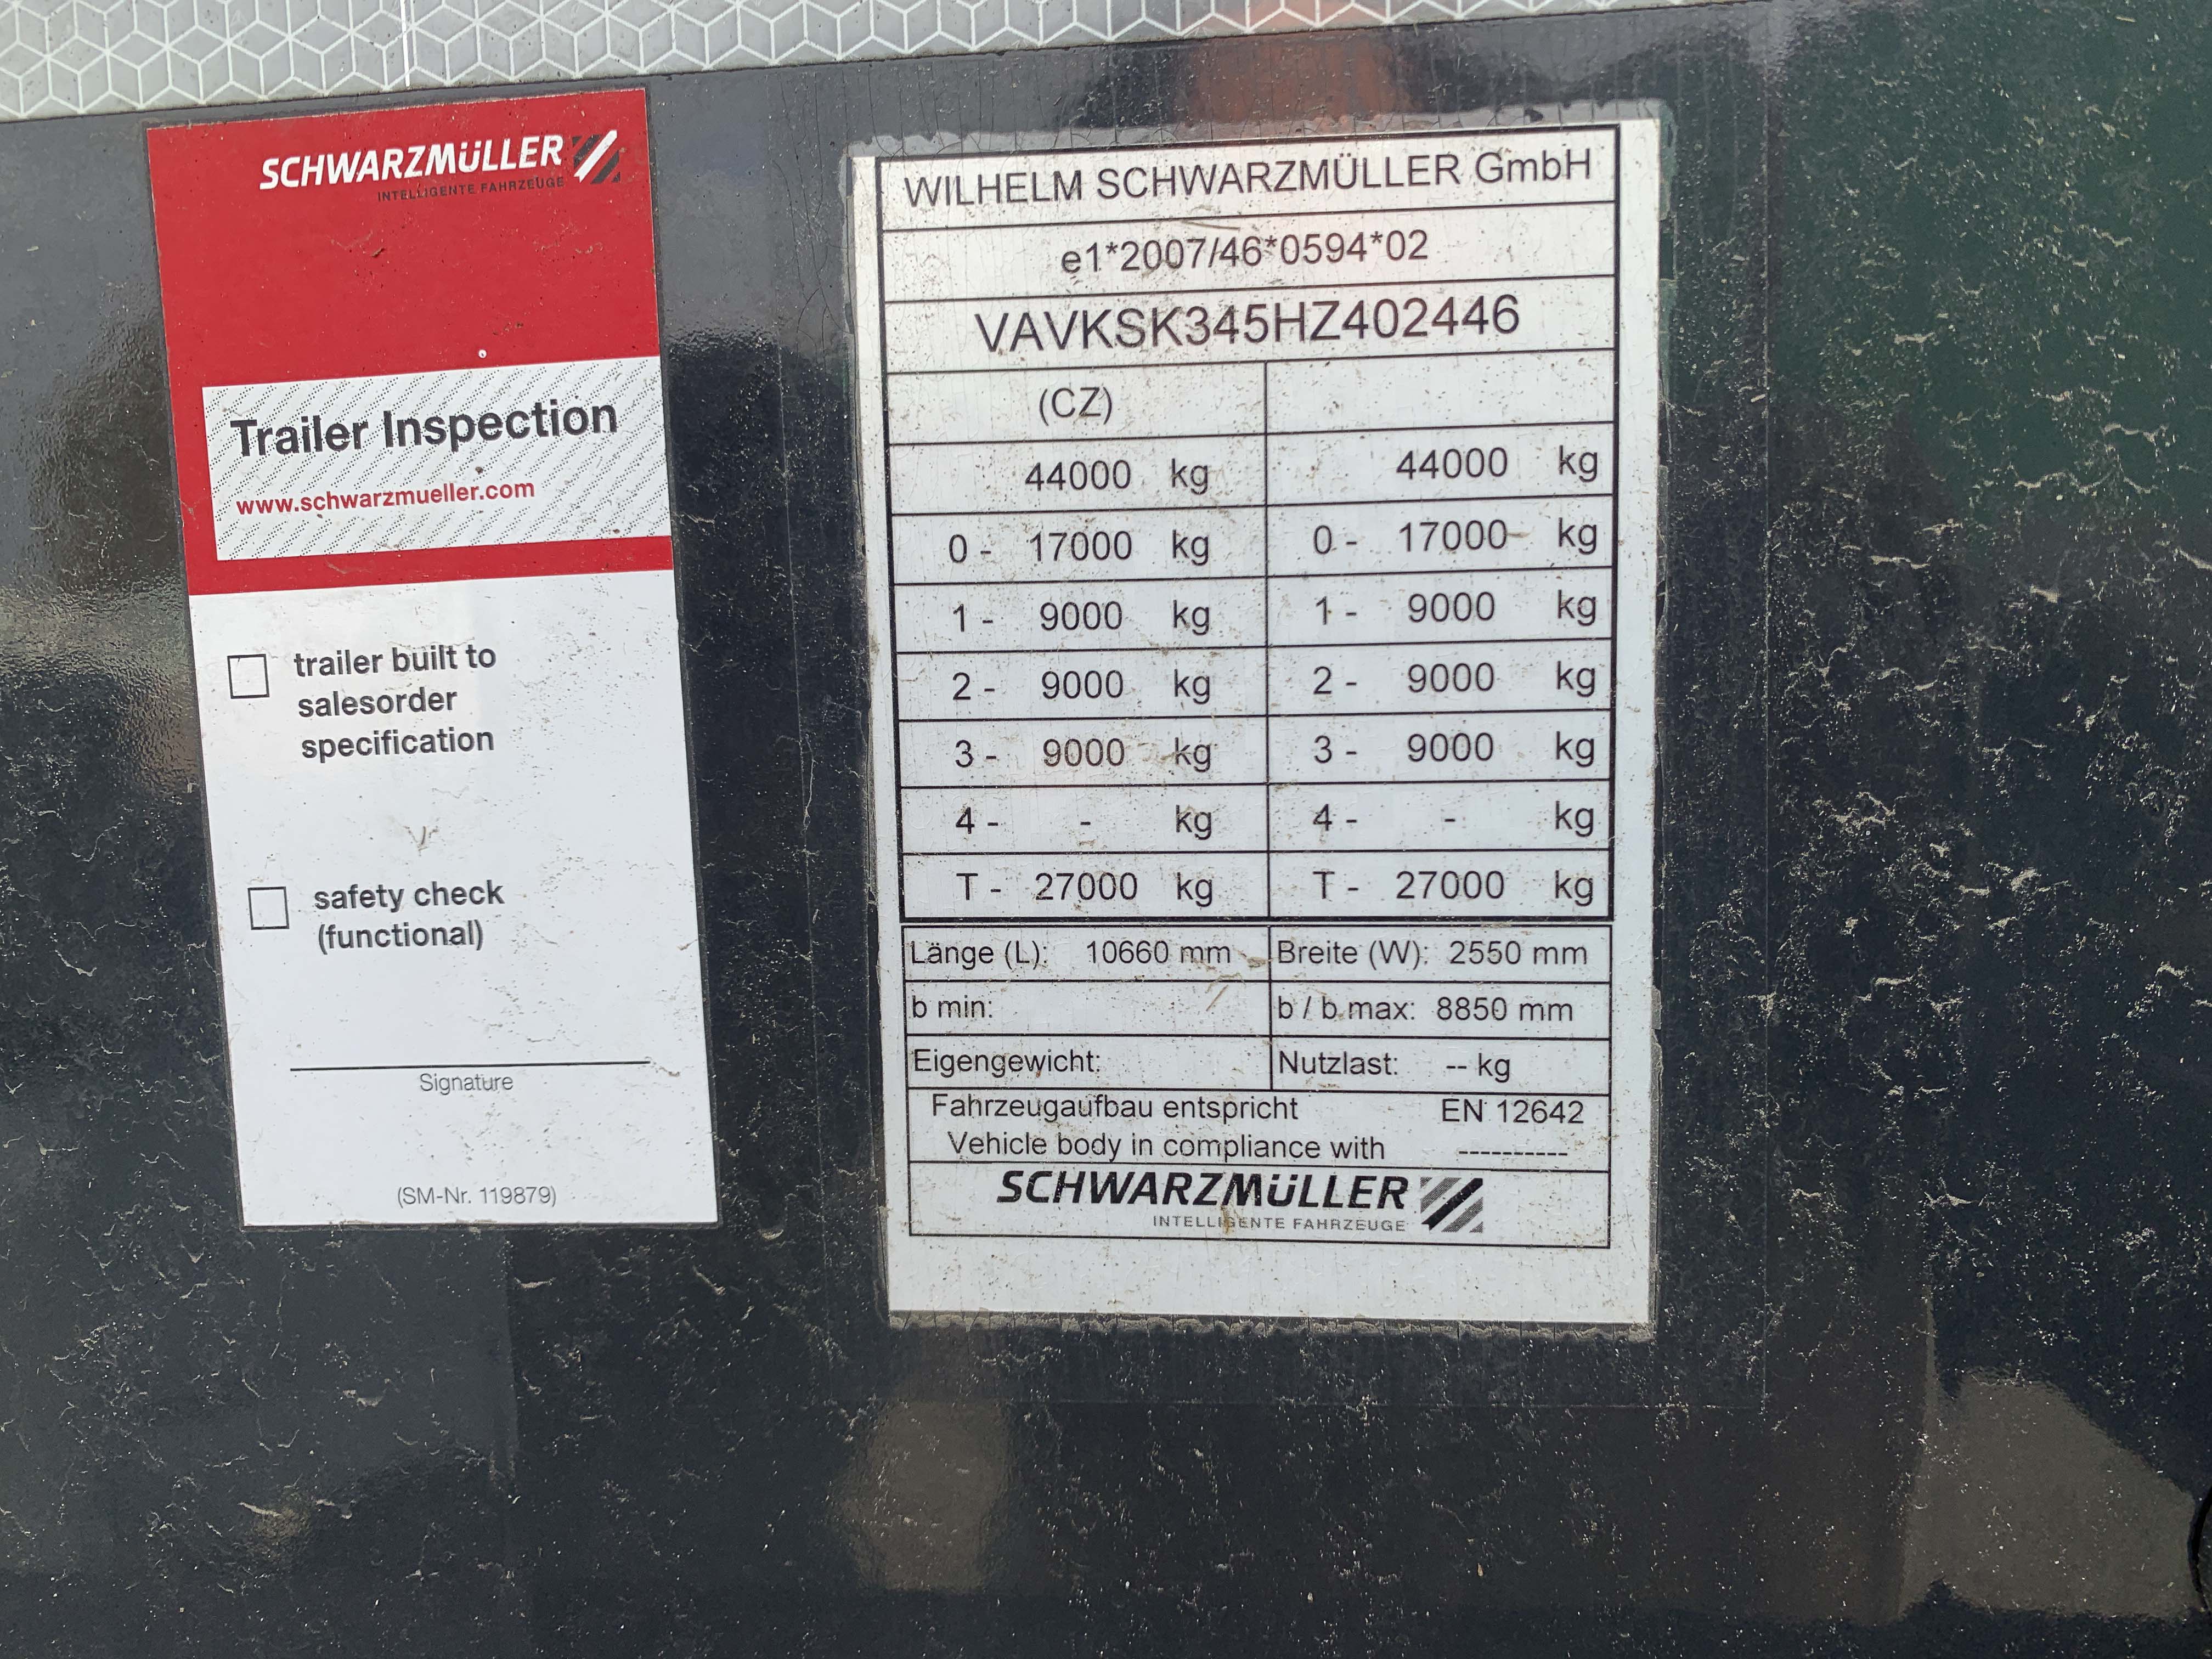 SCHWARZMÜLLER
INTELLIGENTE FAHRZEUGE
Trailer Inspection
www.schwarzmueller.com
trailer built to
salesorder
specification
safety check
(functional)
Signature
(SM-Nr. 119879)
WILHELM SCHWARZMÜLLER GmbH
e1*2007/46*0594*02
VAVKSK345HZ402446
(CZ)
44000 kg 44000 kg
0 - 17000 kg 0 - 17000 kg
1 - 9000 kg 1 - 9000 kg
2 - 9000 kg 2 - 9000 kg
3 - 9000 kg 3 - 9000 kg
4 - - kg 4 - - kg
T - 27000 kg T - 27000 kg
Länge (L): 10660 mm Breite (W): 2550 mm
b min: b / b max: 8850 mm
Eigengewicht: Nutzlast: -- kg
Fahrzeugaufbau entspricht EN 12642
Vehicle body in compliance with ----------
SCHWARZMÜLLER
INTELLIGENTE FAHRZEUGE